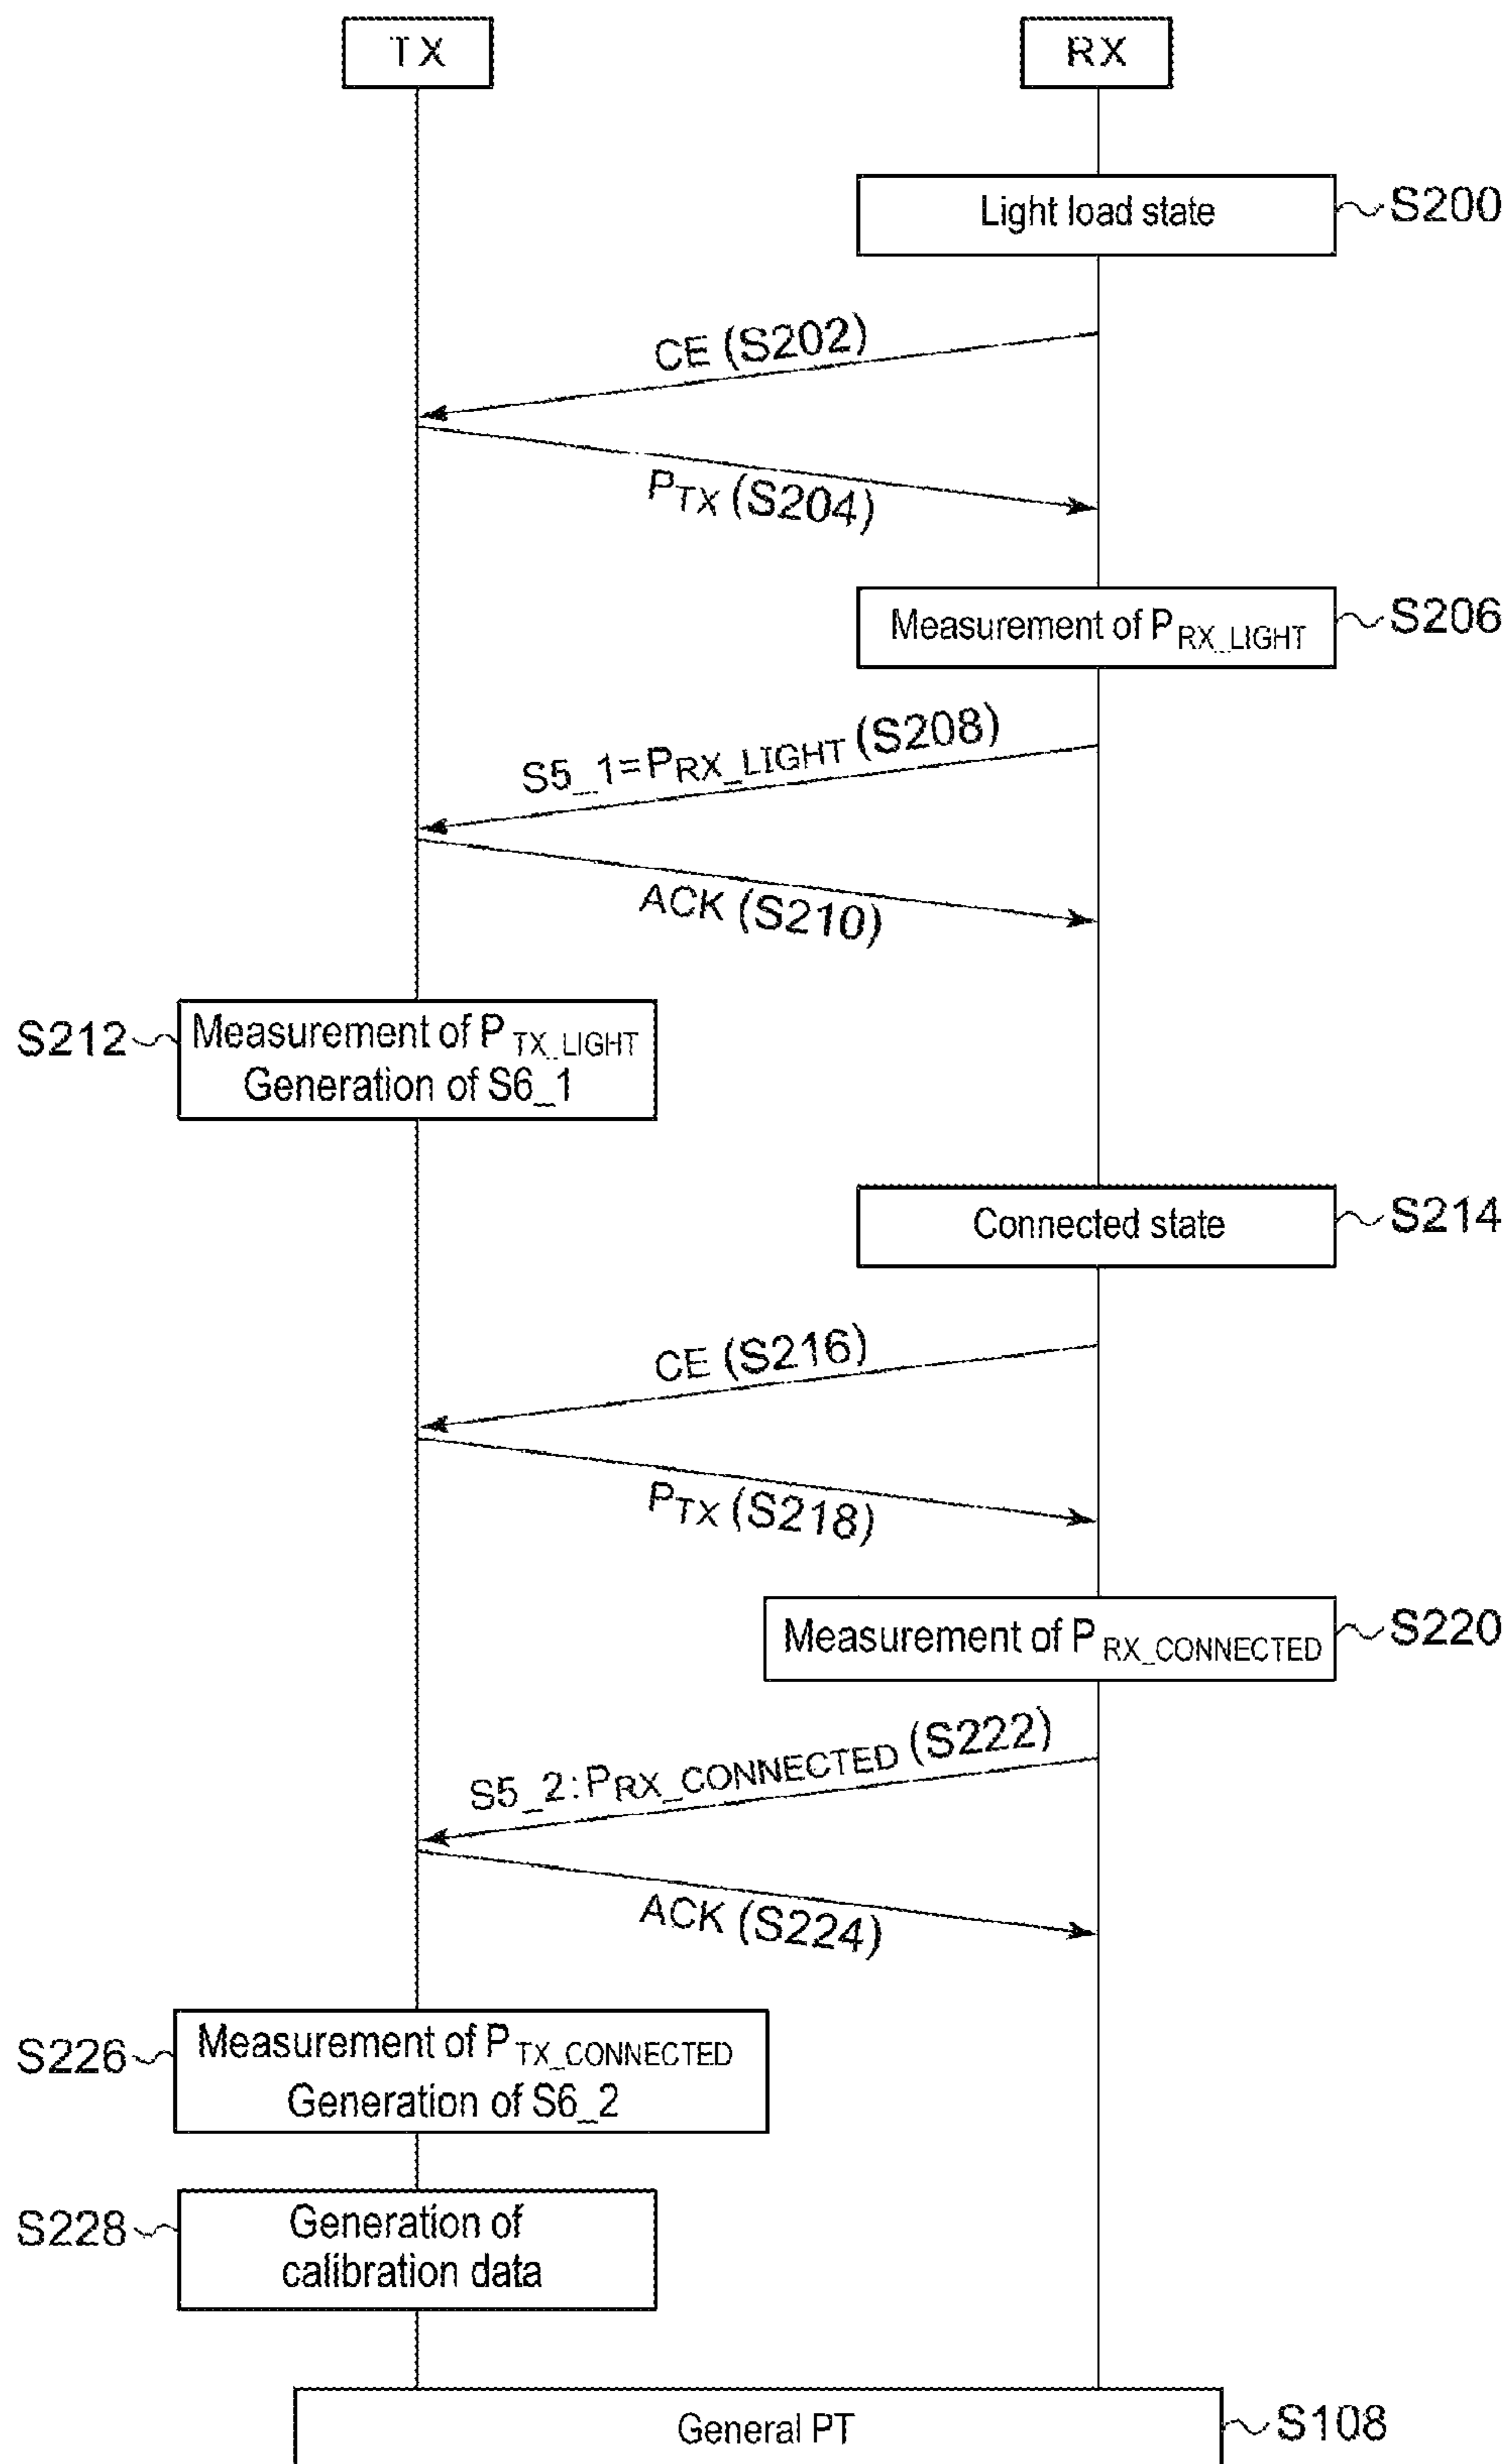 TX
RX
Light load state
S200
CE (S202)
PTX (S204)
Measurement of PRX_LIGHT
S206
S5_1=PRX_LIGHT (S208)
ACK (S210)
S212
Measurement of PTX_LIGHT
Generation of S6_1
Connected state
S214
CE (S216)
PTX (S218)
Measurement of PRX_CONNECTED
S220
S5_2:PRX_CONNECTED (S222)
ACK (S224)
S226
Measurement of PTX_CONNECTED
Generation of S6_2
S228
Generation of
calibration data
General PT
S108